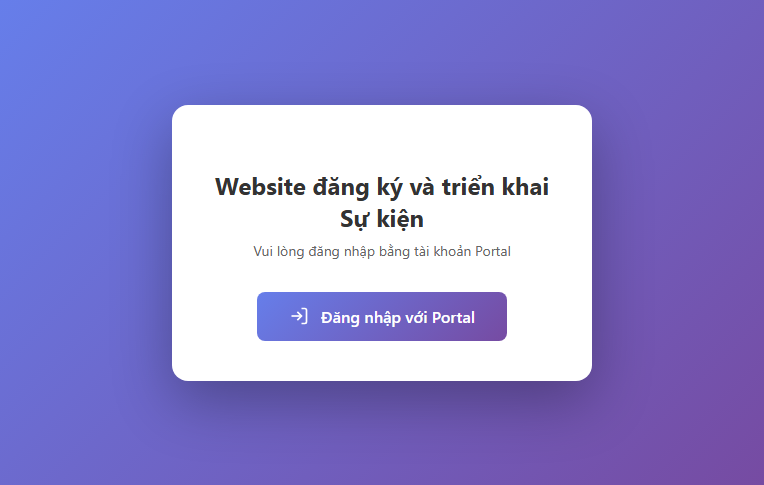 Website đăng ký và triển khai
Sự kiện
Vui lòng đăng nhập bằng tài khoản Portal
Đăng nhập với Portal